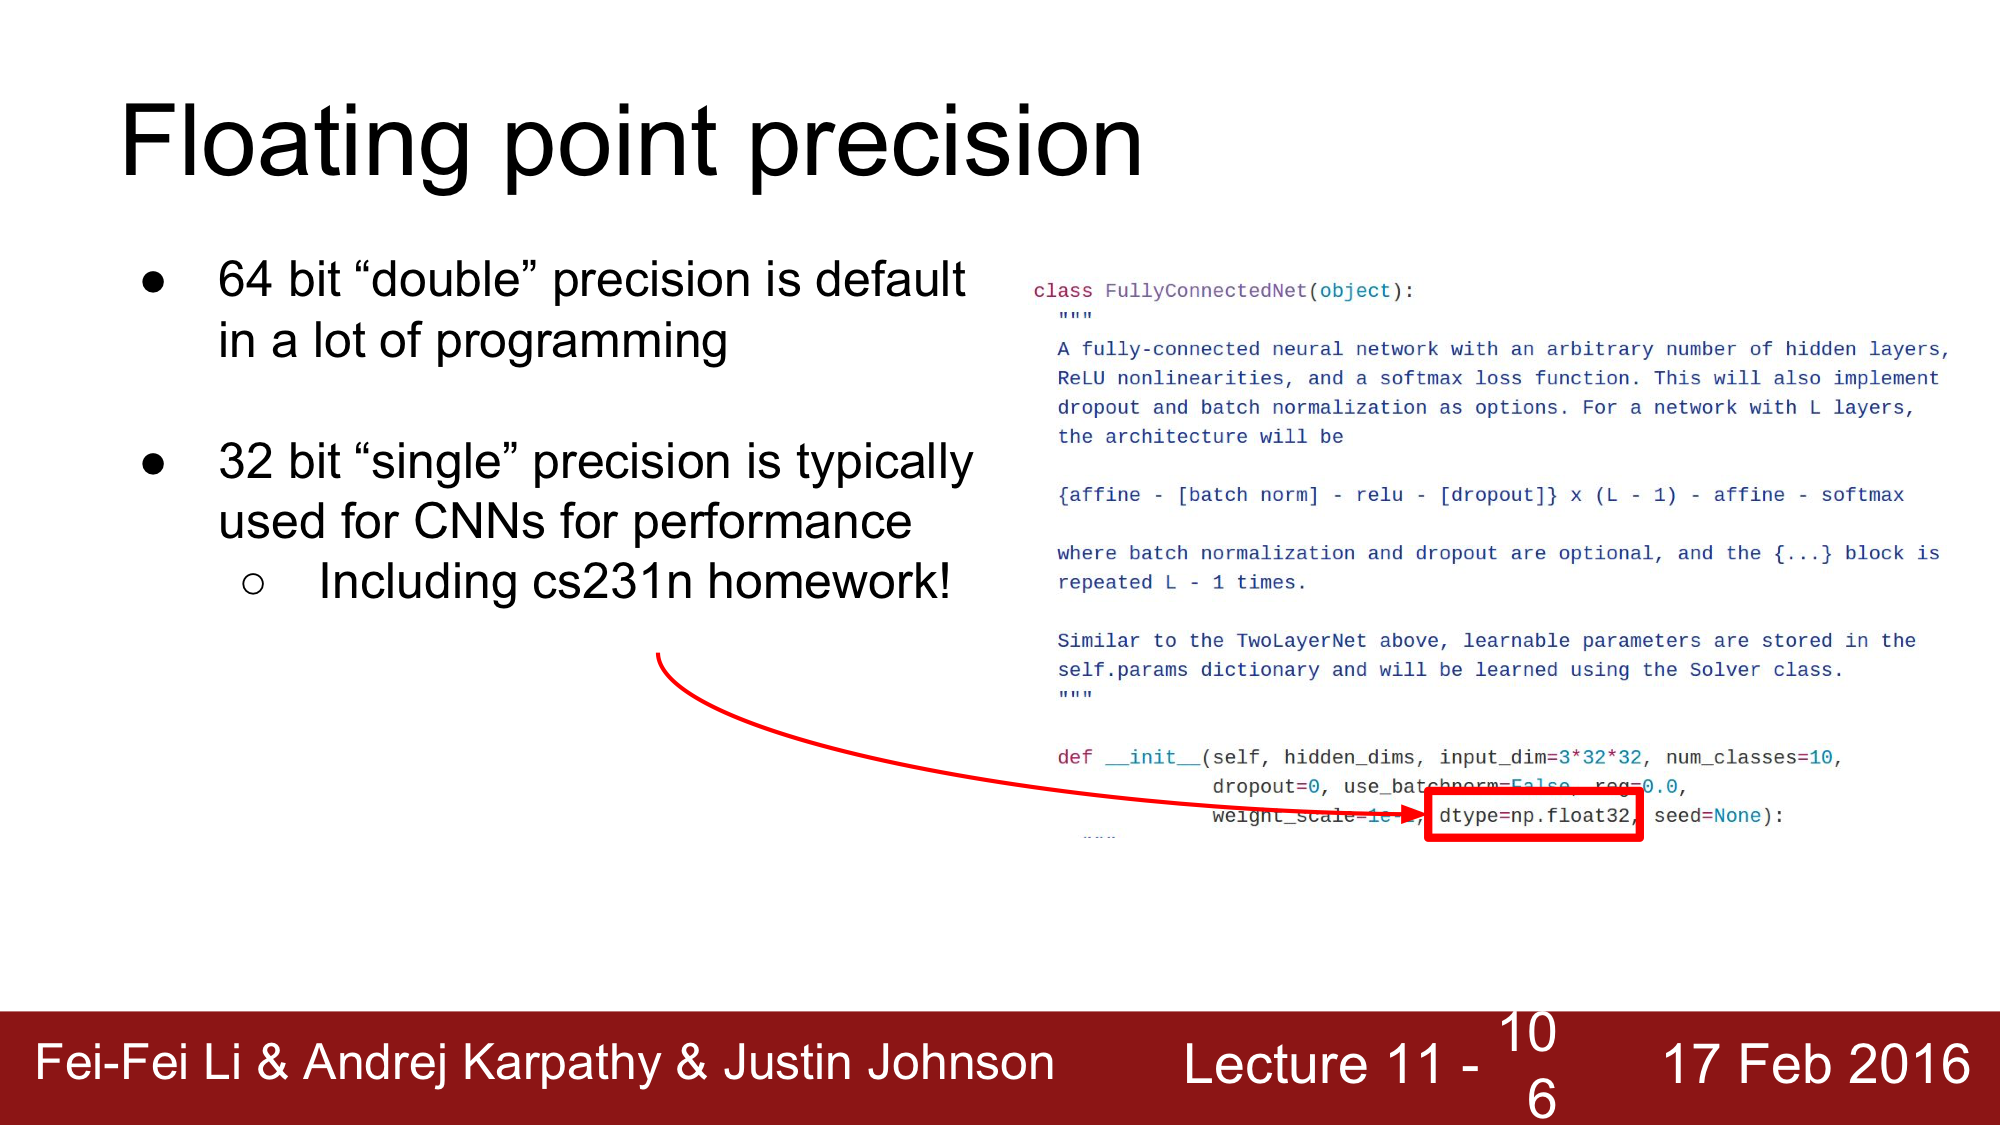 Floating point precision
● 64 bit “double” precision is default
in a lot of programming
● 32 bit “single” precision is typically
used for CNNs for performance
○ Including cs231n homework!
class FullyConnectedNet(object):
"""
A fully-connected neural network with an arbitrary number of hidden layers,
ReLU nonlinearities, and a softmax loss function. This will also implement
dropout and batch normalization as options. For a network with L layers,
the architecture will be
{affine - [batch norm] - relu - [dropout]} x (L - 1) - affine - softmax
where batch normalization and dropout are optional, and the {...} block is
repeated L - 1 times.
Similar to the TwoLayerNet above, learnable parameters are stored in the
self.params dictionary and will be learned using the Solver class.
"""
def __init__(self, hidden_dims, input_dim=3*32*32, num_classes=10,
dropout=0, use_batchnorm=False, reg=0.0,
weight_scale= dtype=np.float32, seed=None):
Fei-Fei Li & Andrej Karpathy & Justin Johnson
Lecture 11 -
10
6
17 Feb 2016